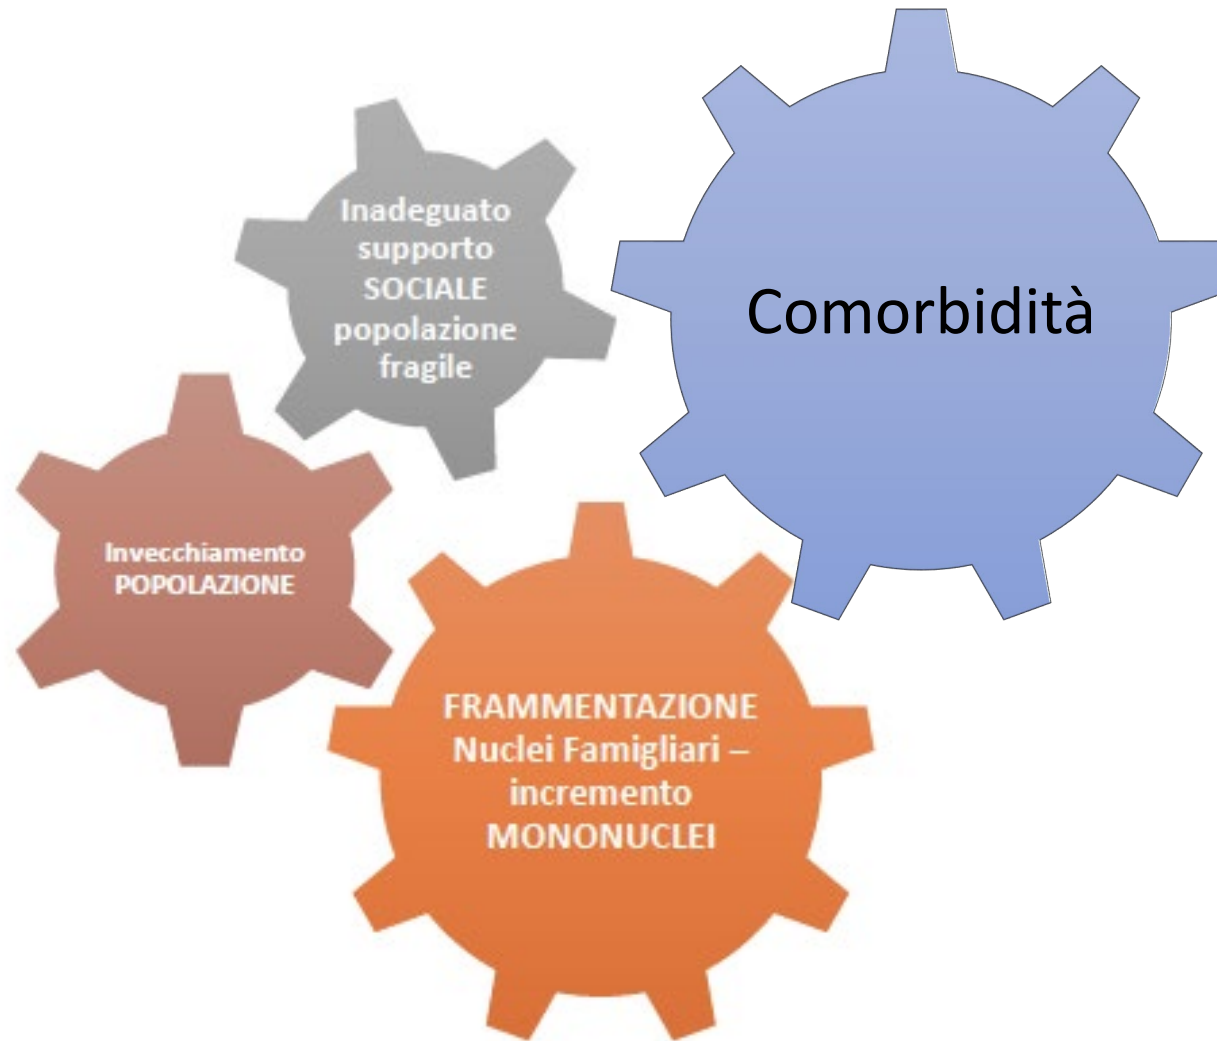 Inadeguato
supporto
SOCIALE
popolazione
fragile
Comorbidità
Invecchiamento
POPOLAZIONE
FRAMMENTAZIONE
Nuclei Famigliari –
incremento
MONONUCLEI